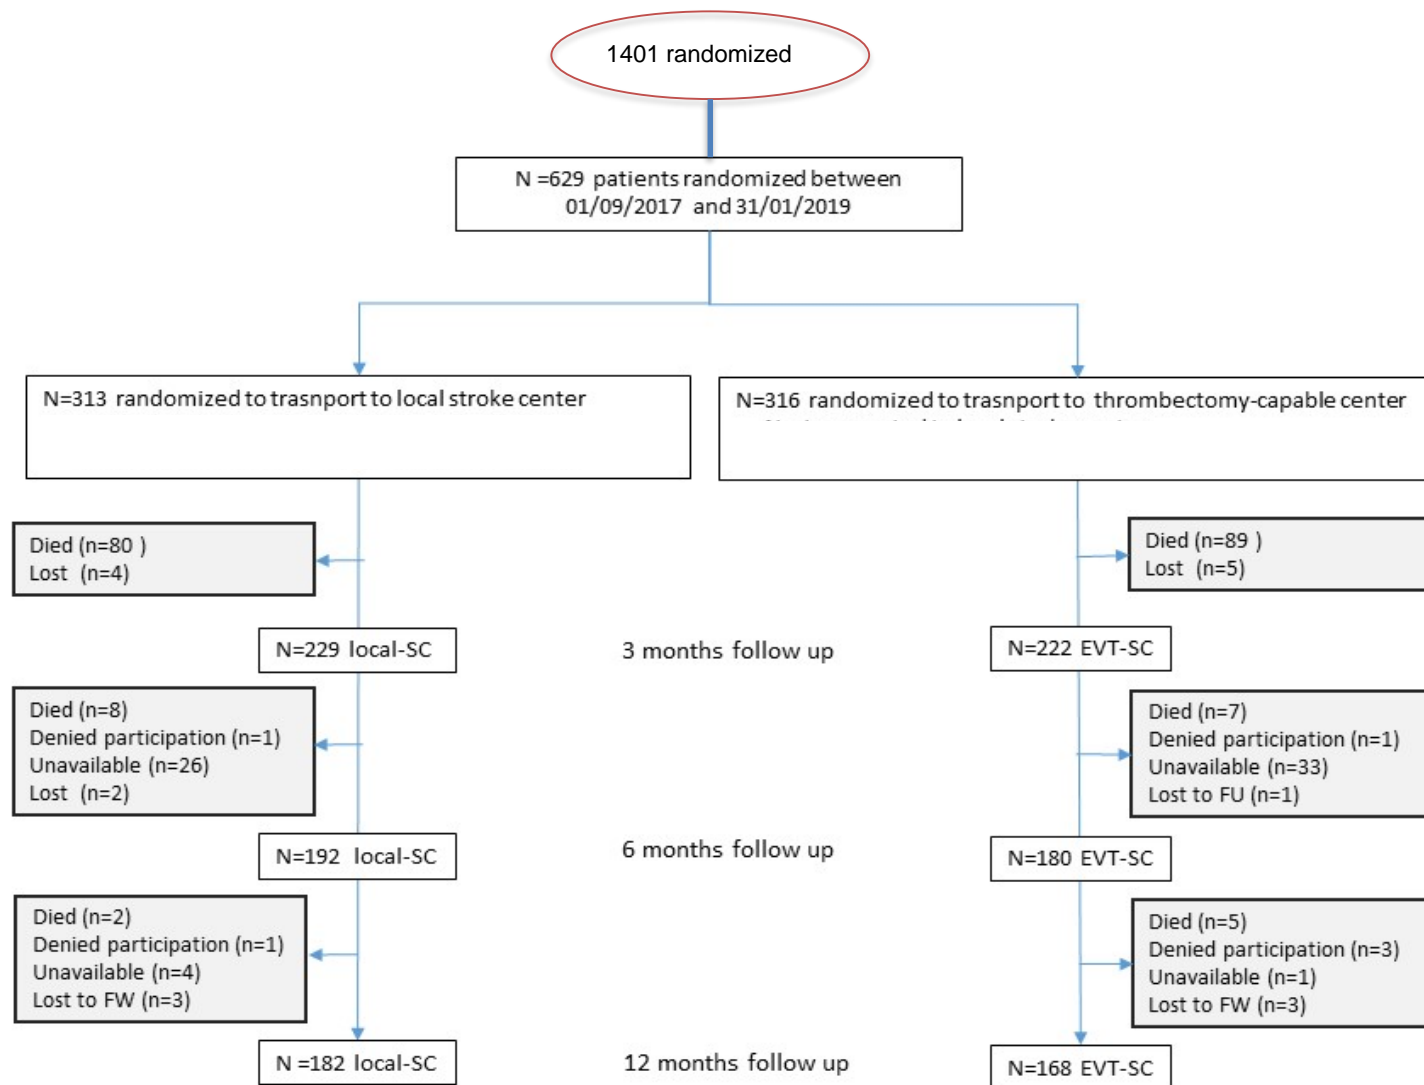 1401 randomized
N =629 patients randomized between
01/09/2017 and 31/01/2019
N=313 randomized to trasnport to local stroke center
N=316 randomized to trasnport to thrombectomy-capable center
Died (n=80 )
Lost (n=4)
Died (n=89 )
Lost (n=5)
N=229 local-SC
3 months follow up
N=222 EVT-SC
Died (n=8)
Denied participation (n=1)
Unavailable (n=26)
Lost (n=2)
Died (n=7)
Denied participation (n=1)
Unavailable (n=33)
Lost to FU (n=1)
N=192 local-SC
6 months follow up
N=180 EVT-SC
Died (n=2)
Denied participation (n=1)
Unavailable (n=4)
Lost to FW (n=3)
Died (n=5)
Denied participation (n=3)
Unavailable (n=1)
Lost to FW (n=3)
N =182 local-SC
12 months follow up
N=168 EVT-SC